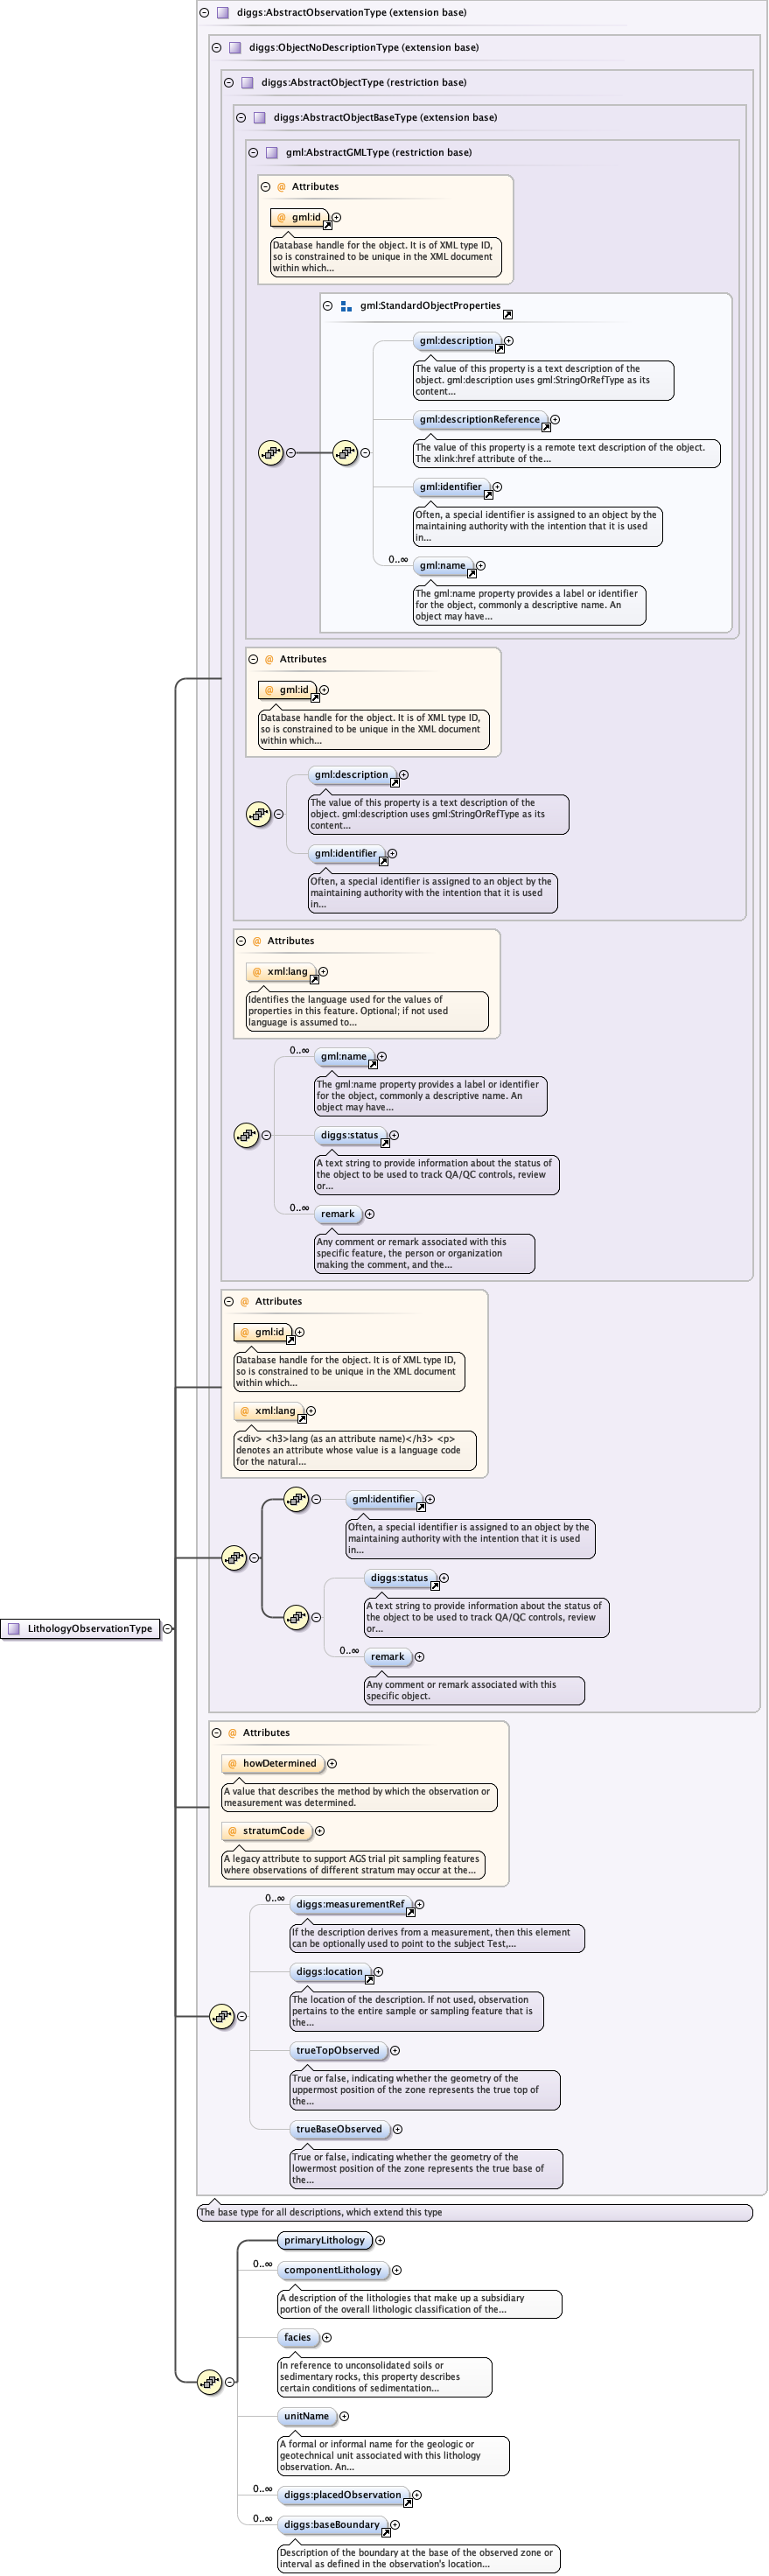 diggs:AbstractObservationType (extension base)
diggs:ObjectNoDescriptionType (extension base)
diggs:AbstractObjectType (restriction base)
diggs:AbstractObjectBaseType (extension base)
gml:AbstractGMLType (restriction base)
@ Attributes
@ gml:id
Database handle for the object. It is of XML type ID,
so is constrained to be unique in the XML document
within which...
gml:StandardObjectProperties
gml:description
The value of this property is a text description of the
object. gml:description uses gml:StringOrRefType as its
content...
gml:descriptionReference
The value of this property is a remote text description of the object.
The xlink:href attribute of the...
gml:identifier
Often, a special identifier is assigned to an object by the
maintaining authority with the intention that it is used
in...
0..∞
gml:name
The gml:name property provides a label or identifier
for the object, commonly a descriptive name. An
object may have...
@ Attributes
@ gml:id
Database handle for the object. It is of XML type ID,
so is constrained to be unique in the XML document
within which...
gml:description
The value of this property is a text description of the
object. gml:description uses gml:StringOrRefType as its
content...
gml:identifier
Often, a special identifier is assigned to an object by the
maintaining authority with the intention that it is used
in...
@ Attributes
@ xml:lang
Identifies the language used for the values of
properties in this feature. Optional; if not used
language is assumed to...
0..∞
gml:name
The gml:name property provides a label or identifier
for the object, commonly a descriptive name. An
object may have...
diggs:status
A text string to provide information about the status of
the object to be used to track QA/QC controls, review
or...
0..∞
remark
Any comment or remark associated with this
specific feature, the person or organization
making the comment, and the...
@ Attributes
@ gml:id
Database handle for the object. It is of XML type ID,
so is constrained to be unique in the XML document
within which...
@ xml:lang
<div> <h3>lang (as an attribute name)</h3> <p>
denotes an attribute whose value is a language code
for the natural...
gml:identifier
Often, a special identifier is assigned to an object by the
maintaining authority with the intention that it is used
in...
diggs:status
A text string to provide information about the status of
the object to be used to track QA/QC controls, review
or...
0..∞
remark
Any comment or remark associated with this
specific object.
LithologyObservationType
@ Attributes
@ howDetermined
A value that describes the method by which the observation or
measurement was determined.
@ stratumCode
A legacy attribute to support AGS trial pit sampling features
where observations of different stratum may occur at the...
0..∞
diggs:measurementRef
If the description derives from a measurement, then this element
can be optionally used to point to the subject Test,...
diggs:location
The location of the description. If not used, observation
pertains to the entire sample or sampling feature that is
the...
trueTopObserved
True or false, indicating whether the geometry of the
uppermost position of the zone represents the true top of
the...
trueBaseObserved
True or false, indicating whether the geometry of the
lowermost position of the zone represents the true base of
the...
The base type for all descriptions, which extend this type
primaryLithology
0..∞
componentLithology
A description of the lithologies that make up a subsidiary
portion of the overall lithologic classification of the...
facies
In reference to unconsolidated soils or
sedimentary rocks, this property describes
certain conditions of sedimentation...
unitName
A formal or informal name for the geologic or
geotechnical unit associated with this lithology
observation. An...
0..∞
diggs:placedObservation
0..∞
diggs:baseBoundary
Description of the boundary at the base of the observed zone or
interval as defined in the observation's location...